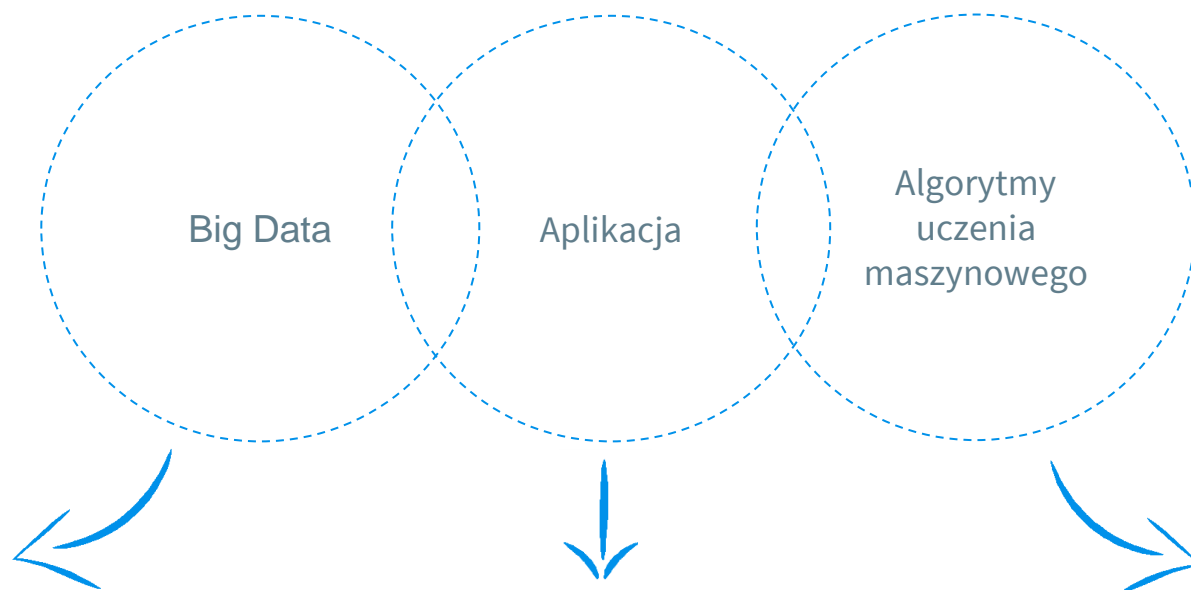 Big Data
Aplikacja
Algorytmy
uczenia
maszynowego